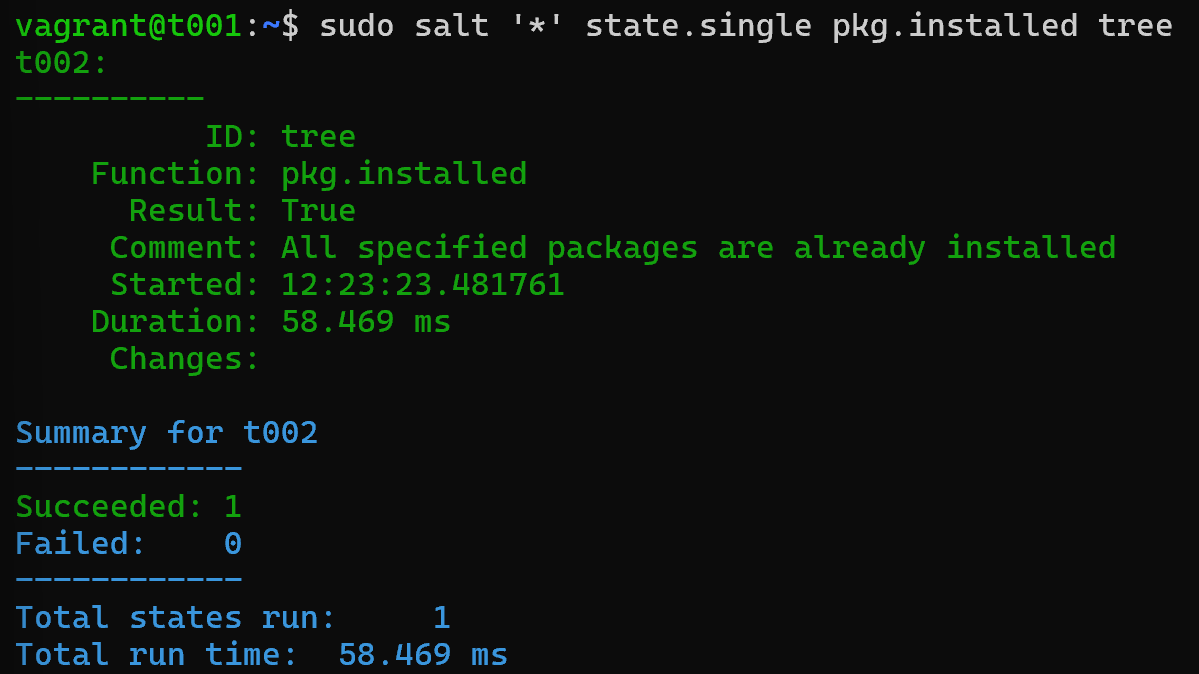 vagrant@t001:~$ sudo salt '*' state.single pkg.installed tree
t002:
----------
          ID: tree
    Function: pkg.installed
      Result: True
     Comment: All specified packages are already installed
     Started: 12:23:23.481761
    Duration: 58.469 ms
     Changes:

Summary for t002
------------
Succeeded: 1
Failed:    0
------------
Total states run:     1
Total run time:  58.469 ms